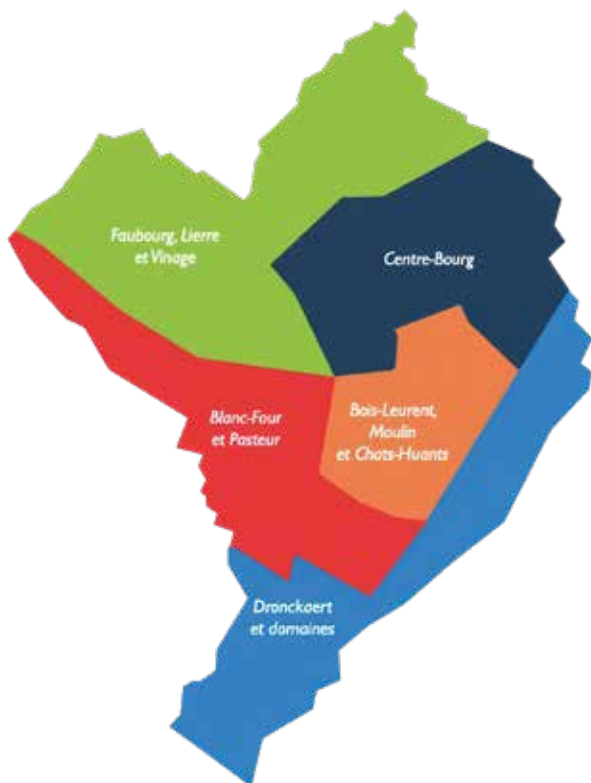 Faubourg, Lierre
et Vinage
Centre-Bourg
Blanc-Four
et Pasteur
Bois-Leurent,
Moulin
et Chats-Huants
Dronckaert
et domaines